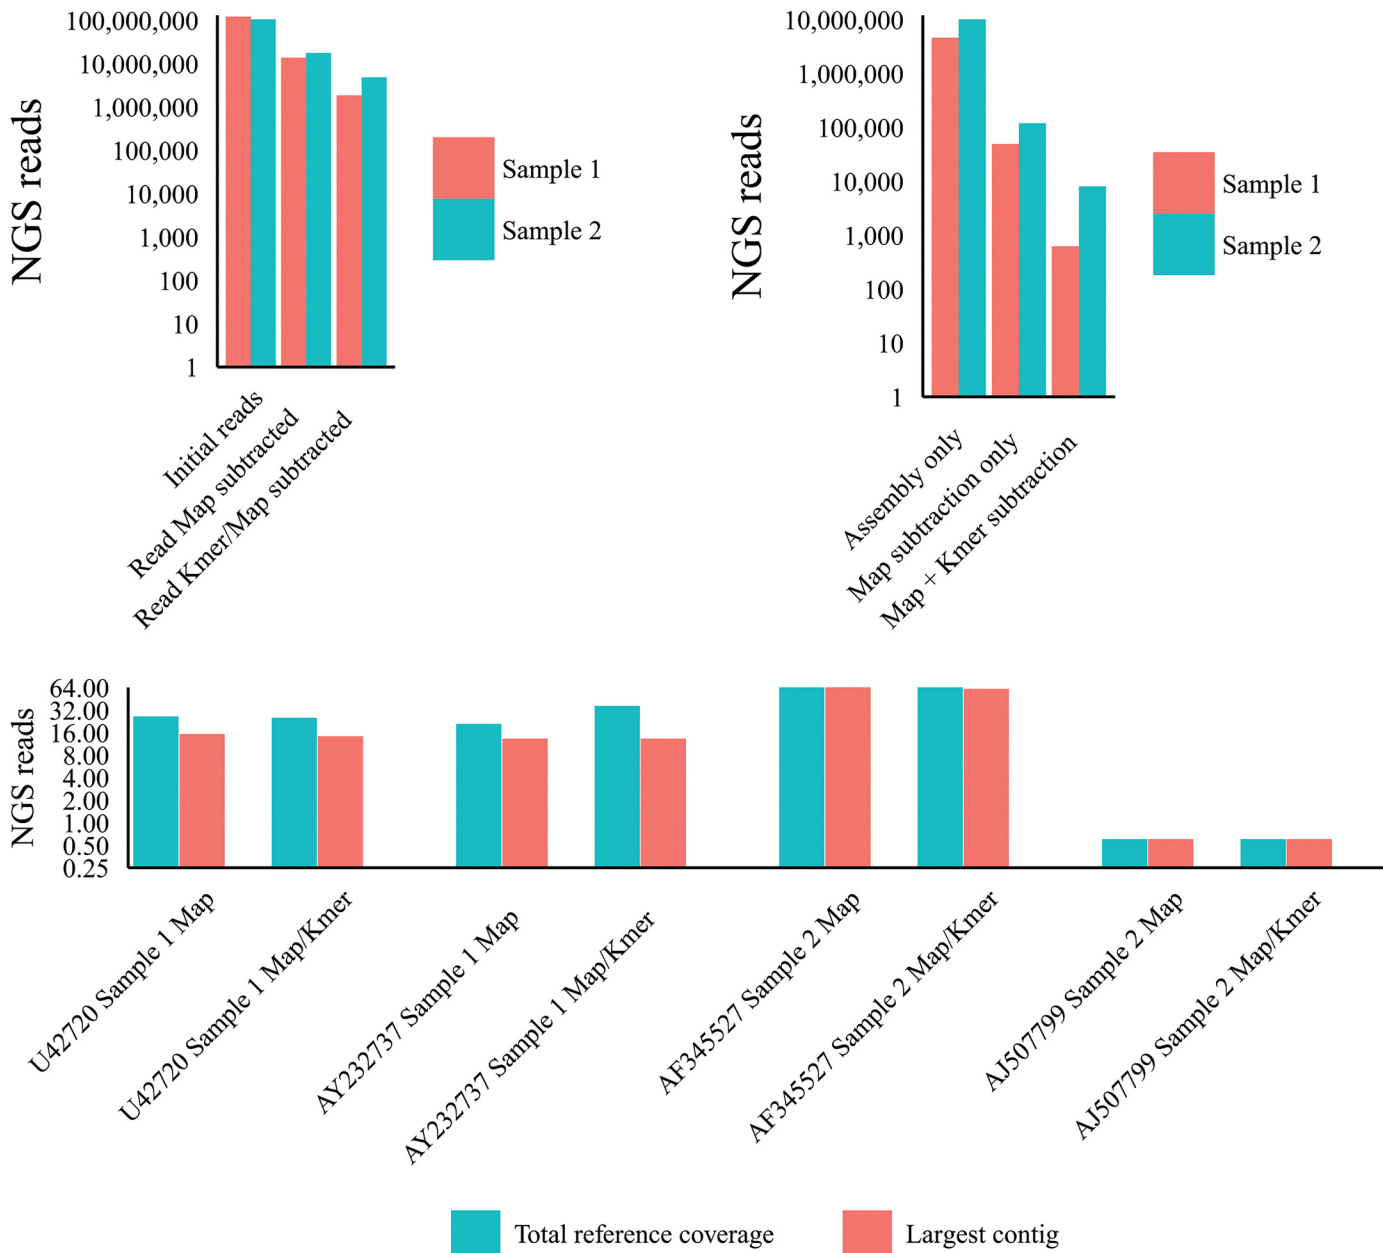 NGS reads
100,000,000
10,000,000
1,000,000
100,000
10,000
1,000
100
10
1
Initial reads
Read Map subtracted
Read Kmer/Map subtracted
Sample 1
Sample 2
NGS reads
10,000,000
1,000,000
100,000
10,000
1,000
100
10
1
Assembly only
Map subtraction only
Map + Kmer subtraction
Sample 1
Sample 2
NGS reads
64.00
32.00
16.00
8.00
4.00
2.00
1.00
0.50
0.25
U42720 Sample 1 Map
U42720 Sample 1 Map/Kmer
AY232737 Sample 1 Map
AY232737 Sample 1 Map/Kmer
AF345527 Sample 2 Map
AF345527 Sample 2 Map/Kmer
AJ507799 Sample 2 Map
AJ507799 Sample 2 Map/Kmer
Total reference coverage
Largest contig